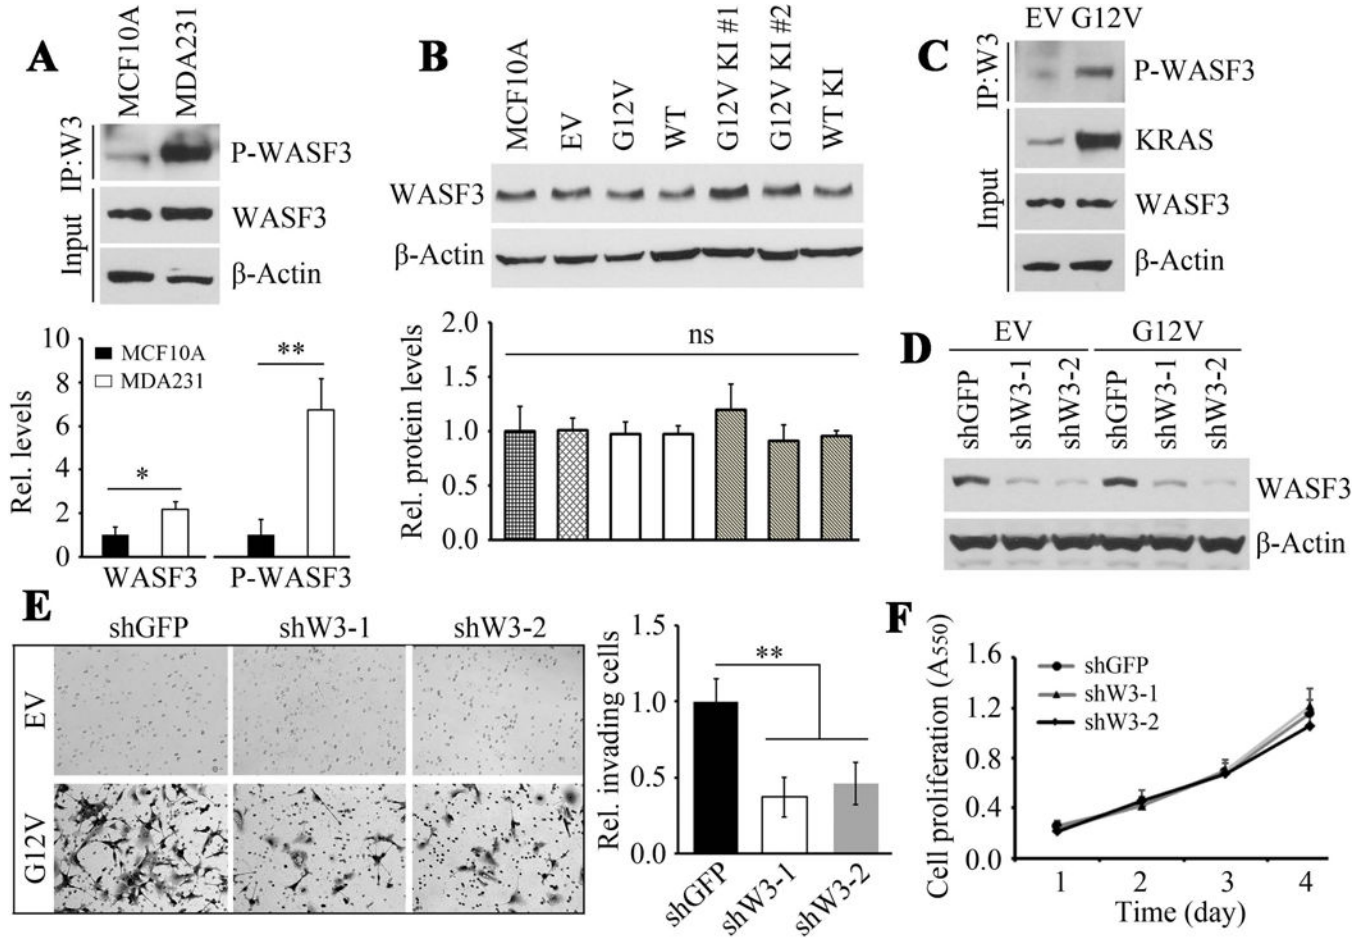 A
MCF10A
MDA231
IP:W3
P-WASF3
Input
WASF3
β-Actin
10
8
6
4
2
0
Rel. levels
MCF10A
MDA231
*
**
WASF3
P-WASF3
B
MCF10A
EV
G12V
WT
G12V KI #1
G12V KI #2
WT KI
WASF3
β-Actin
2.0
1.5
1.0
0.5
0.0
Rel. protein levels
ns
C
EV G12V
IP:W3
P-WASF3
Input
KRAS
WASF3
β-Actin
D
EV
G12V
shGFP
shW3-1
shW3-2
shGFP
shW3-1
shW3-2
WASF3
β-Actin
E
shGFP
shW3-1
shW3-2
EV
G12V
1.5
1.0
0.5
0.0
Rel. invading cells
**
shGFP
shW3-1
shW3-2
F
Cell proliferation (A550)
1.6
1.2
0.8
0.4
0.0
shGFP
shW3-1
shW3-2
1 2 3 4
Time (day)